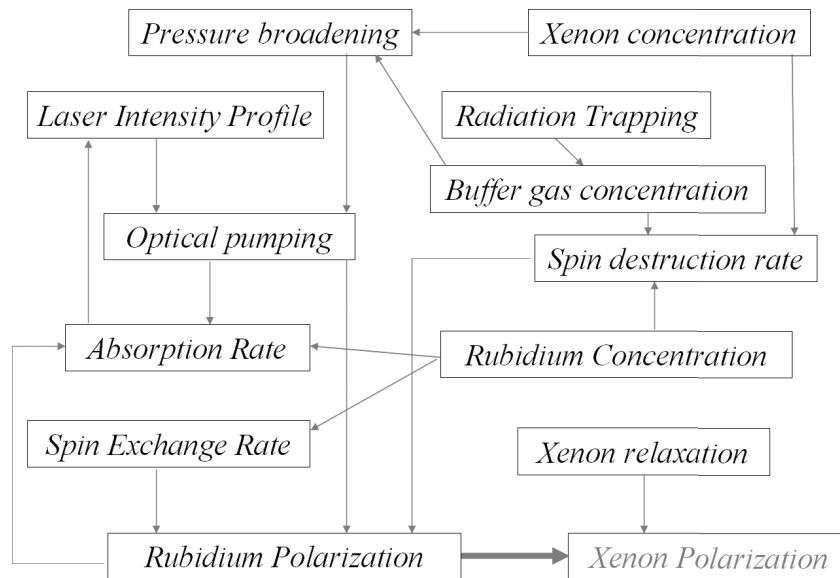 Pressure broadening
Xenon concentration
Laser Intensity Profile
Radiation Trapping
Buffer gas concentration
Optical pumping
Spin destruction rate
Absorption Rate
Rubidium Concentration
Spin Exchange Rate
Xenon relaxation
Rubidium Polarization
Xenon Polarization